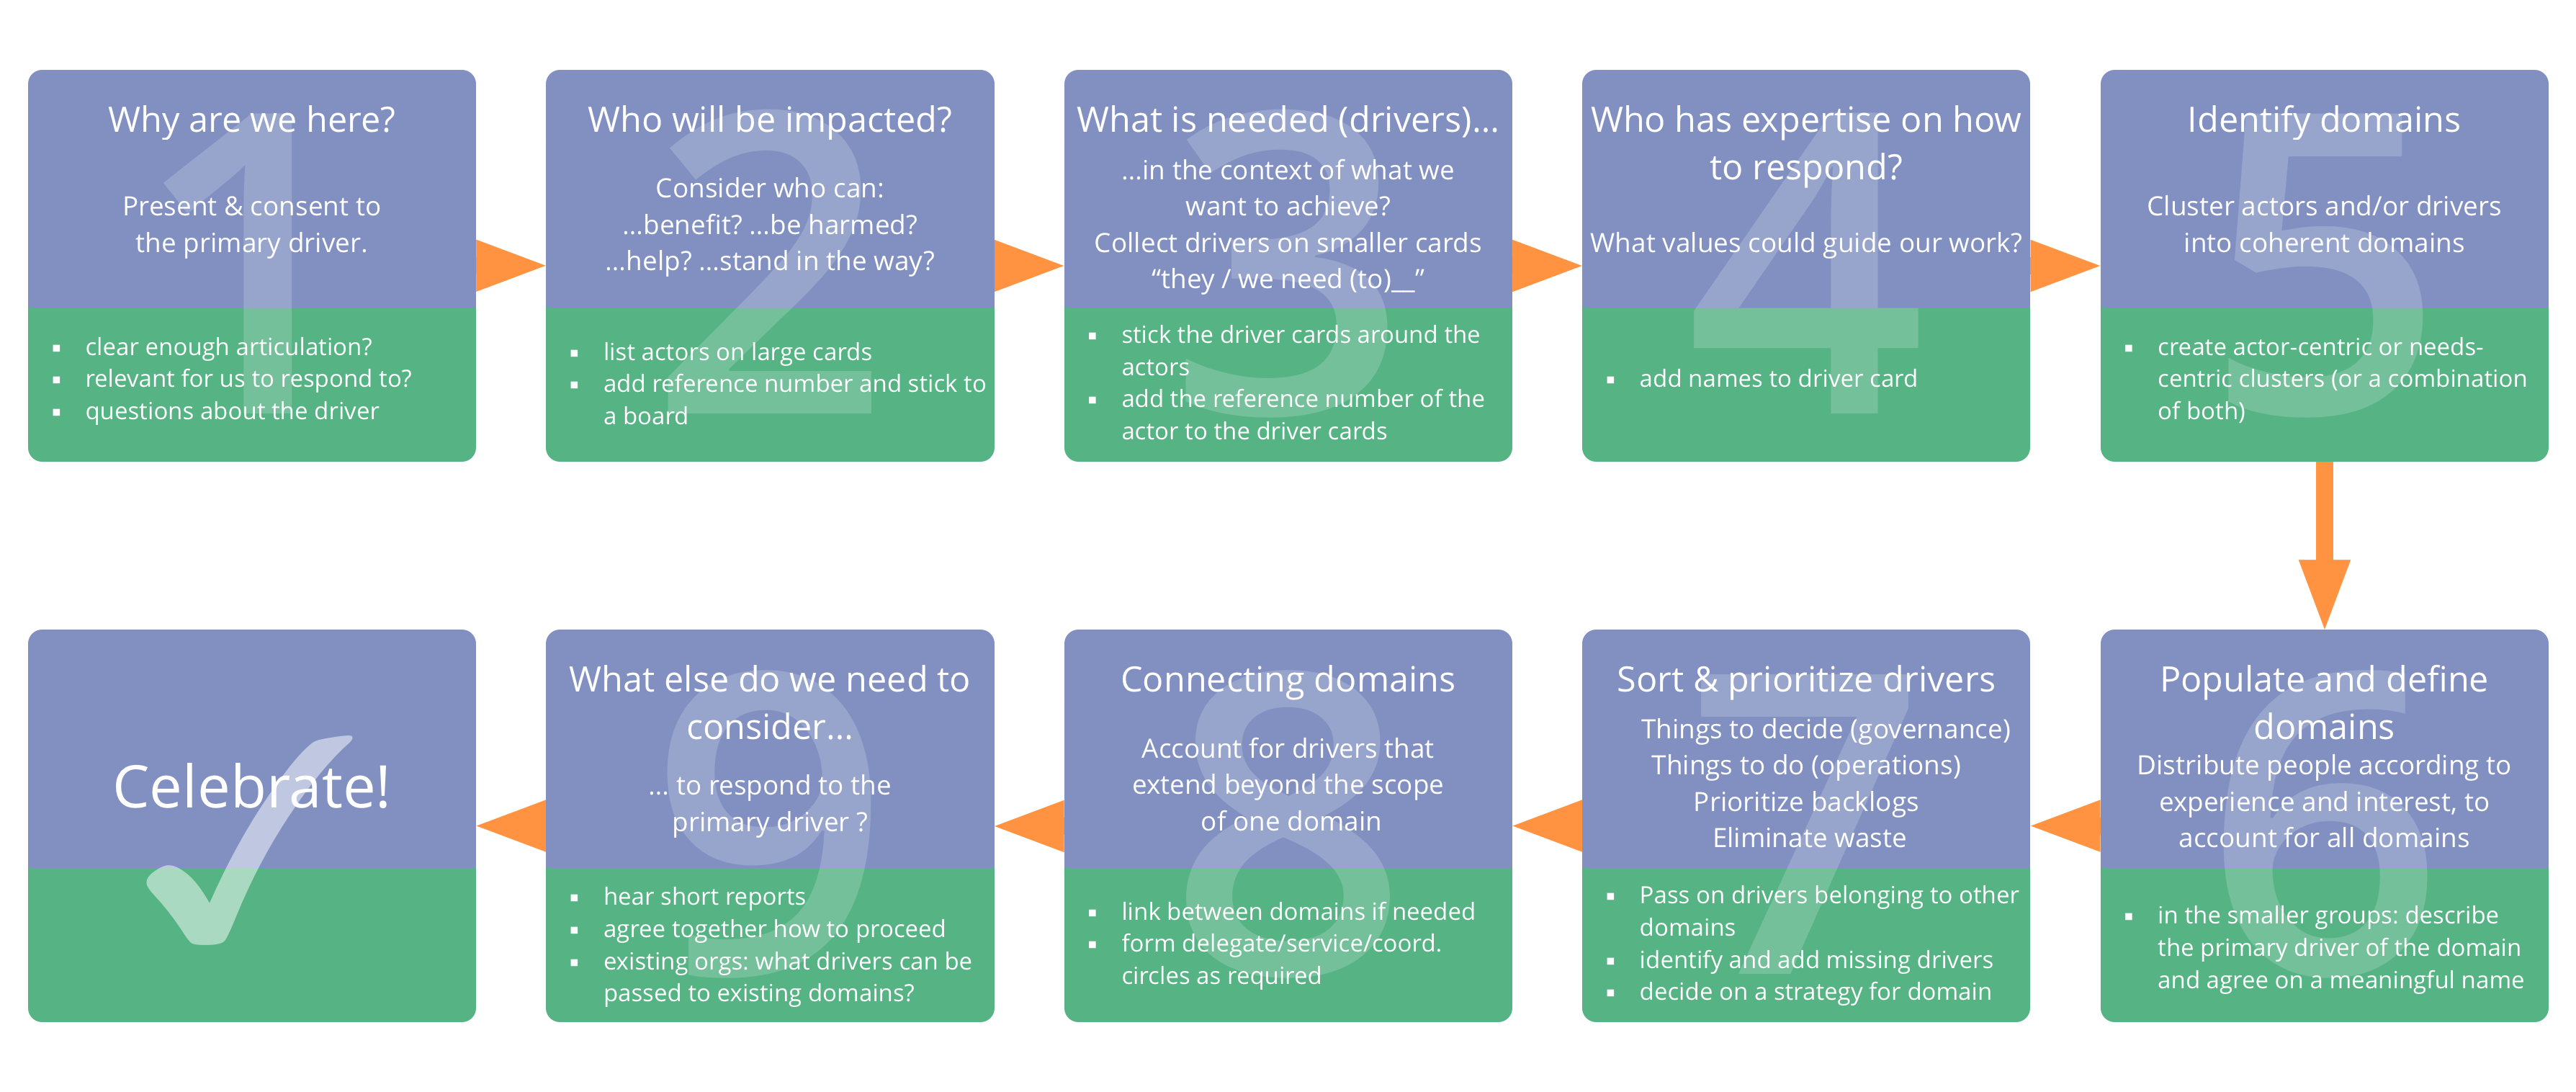 1
Why are we here?
Present & consent to
the primary driver.
▪ clear enough articulation?
▪ relevant for us to respond to?
▪ questions about the driver
2
Who will be impacted?
Consider who can:
...benefit? ...be harmed?
...help? ...stand in the way?
▪ list actors on large cards
▪ add reference number and stick to
a board
3
What is needed (drivers)...
...in the context of what we
want to achieve?
Collect drivers on smaller cards
“they / we need (to)__”
▪ stick the driver cards around the
actors
▪ add the reference number of the
actor to the driver cards
4
Who has expertise on how
to respond?
What values could guide our work?
▪ add names to driver card
5
Identify domains
Cluster actors and/or drivers
into coherent domains
▪ create actor-centric or needs-
centric clusters (or a combination
of both)
6
Populate and define
domains
Distribute people according to
experience and interest, to
account for all domains
▪ in the smaller groups: describe
the primary driver of the domain
and agree on a meaningful name
7
Sort & prioritize drivers
Things to decide (governance)
Things to do (operations)
Prioritize backlogs
Eliminate waste
▪ Pass on drivers belonging to other
domains
▪ identify and add missing drivers
▪ decide on a strategy for domain
8
Connecting domains
Account for drivers that
extend beyond the scope
of one domain
▪ link between domains if needed
▪ form delegate/service/coord.
circles as required
9
What else do we need to
consider...
... to respond to the
primary driver ?
▪ hear short reports
▪ agree together how to proceed
▪ existing orgs: what drivers can be
passed to existing domains?
Celebrate!